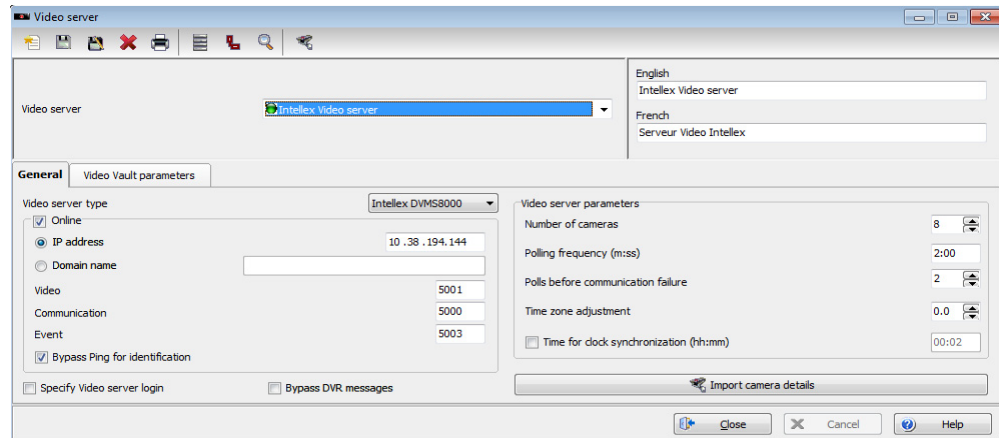 Video server
English
Intellex Video server
Video server
Intellex Video server
French
Serveur Video Intellex
General
Video Vault parameters
Video server type
Intellex DVMS8000
Online
IP address
10 .38 .194.144
Domain name
Video
5001
Communication
5000
Event
5003
Bypass Ping for identification
Specify Video server login
Bypass DVR messages
Video server parameters
Number of cameras
8
Polling frequency (m:ss)
2:00
Polls before communication failure
2
Time zone adjustment
0.0
Time for clock synchronization (hh:mm)
00:02
Import camera details
Close
Cancel
Help